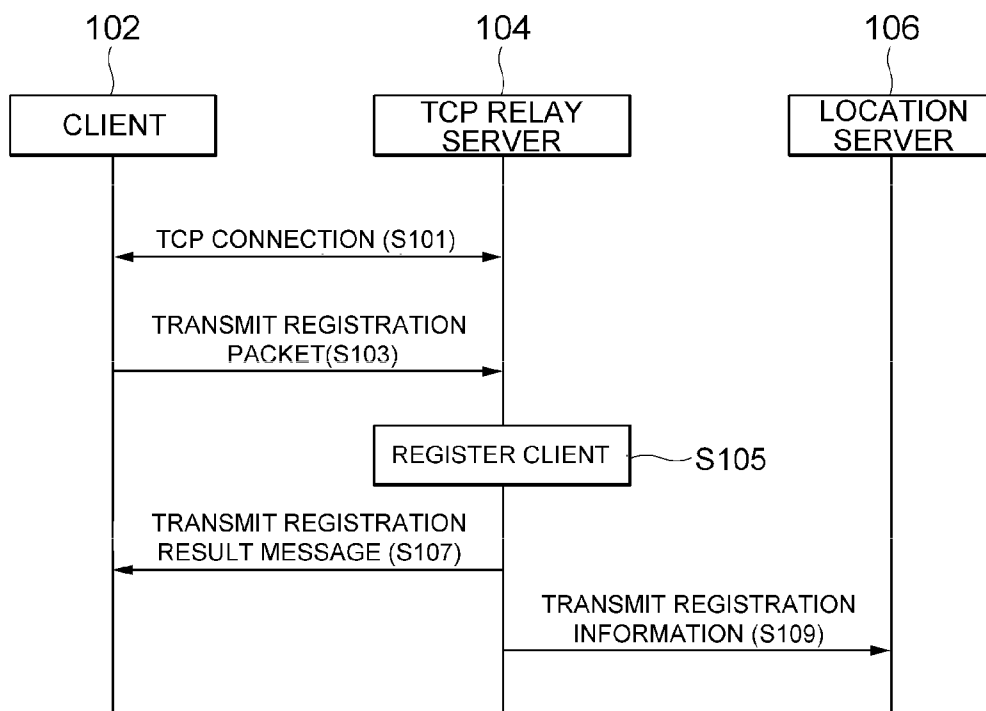 102
104
106
CLIENT
TCP RELAY
SERVER
LOCATION
SERVER
TCP CONNECTION (S101)
TRANSMIT REGISTRATION
PACKET(S103)
REGISTER CLIENT
S105
TRANSMIT REGISTRATION
RESULT MESSAGE (S107)
TRANSMIT REGISTRATION
INFORMATION (S109)